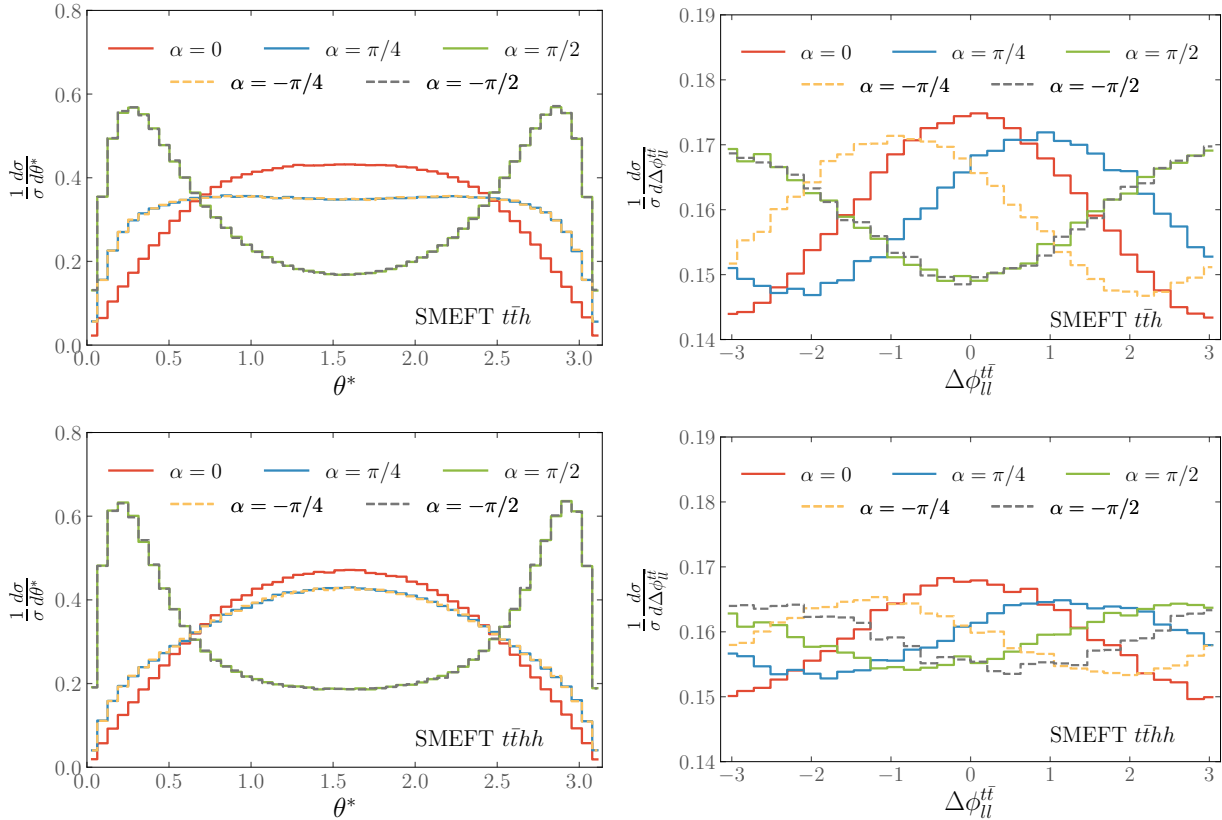 0.8
0.6
0.4
0.2
0.0
1/σ dσ/dθ*
α = 0 α = π/4 α = π/2
α = −π/4 α = −π/2
SMEFT tt̄h
0.0 0.5 1.0 1.5 2.0 2.5 3.0
θ*
0.19
0.18
0.17
0.16
0.15
0.14
1/σ dσ/dΔϕ_ll^tt̄
α = 0 α = π/4 α = π/2
α = −π/4 α = −π/2
SMEFT tt̄h
−3 −2 −1 0 1 2 3
Δϕ_ll^tt̄
0.8
0.6
0.4
0.2
0.0
1/σ dσ/dθ*
α = 0 α = π/4 α = π/2
α = −π/4 α = −π/2
SMEFT tt̄hh
0.0 0.5 1.0 1.5 2.0 2.5 3.0
θ*
0.19
0.18
0.17
0.16
0.15
0.14
1/σ dσ/dΔϕ_ll^tt̄
α = 0 α = π/4 α = π/2
α = −π/4 α = −π/2
SMEFT tt̄hh
−3 −2 −1 0 1 2 3
Δϕ_ll^tt̄